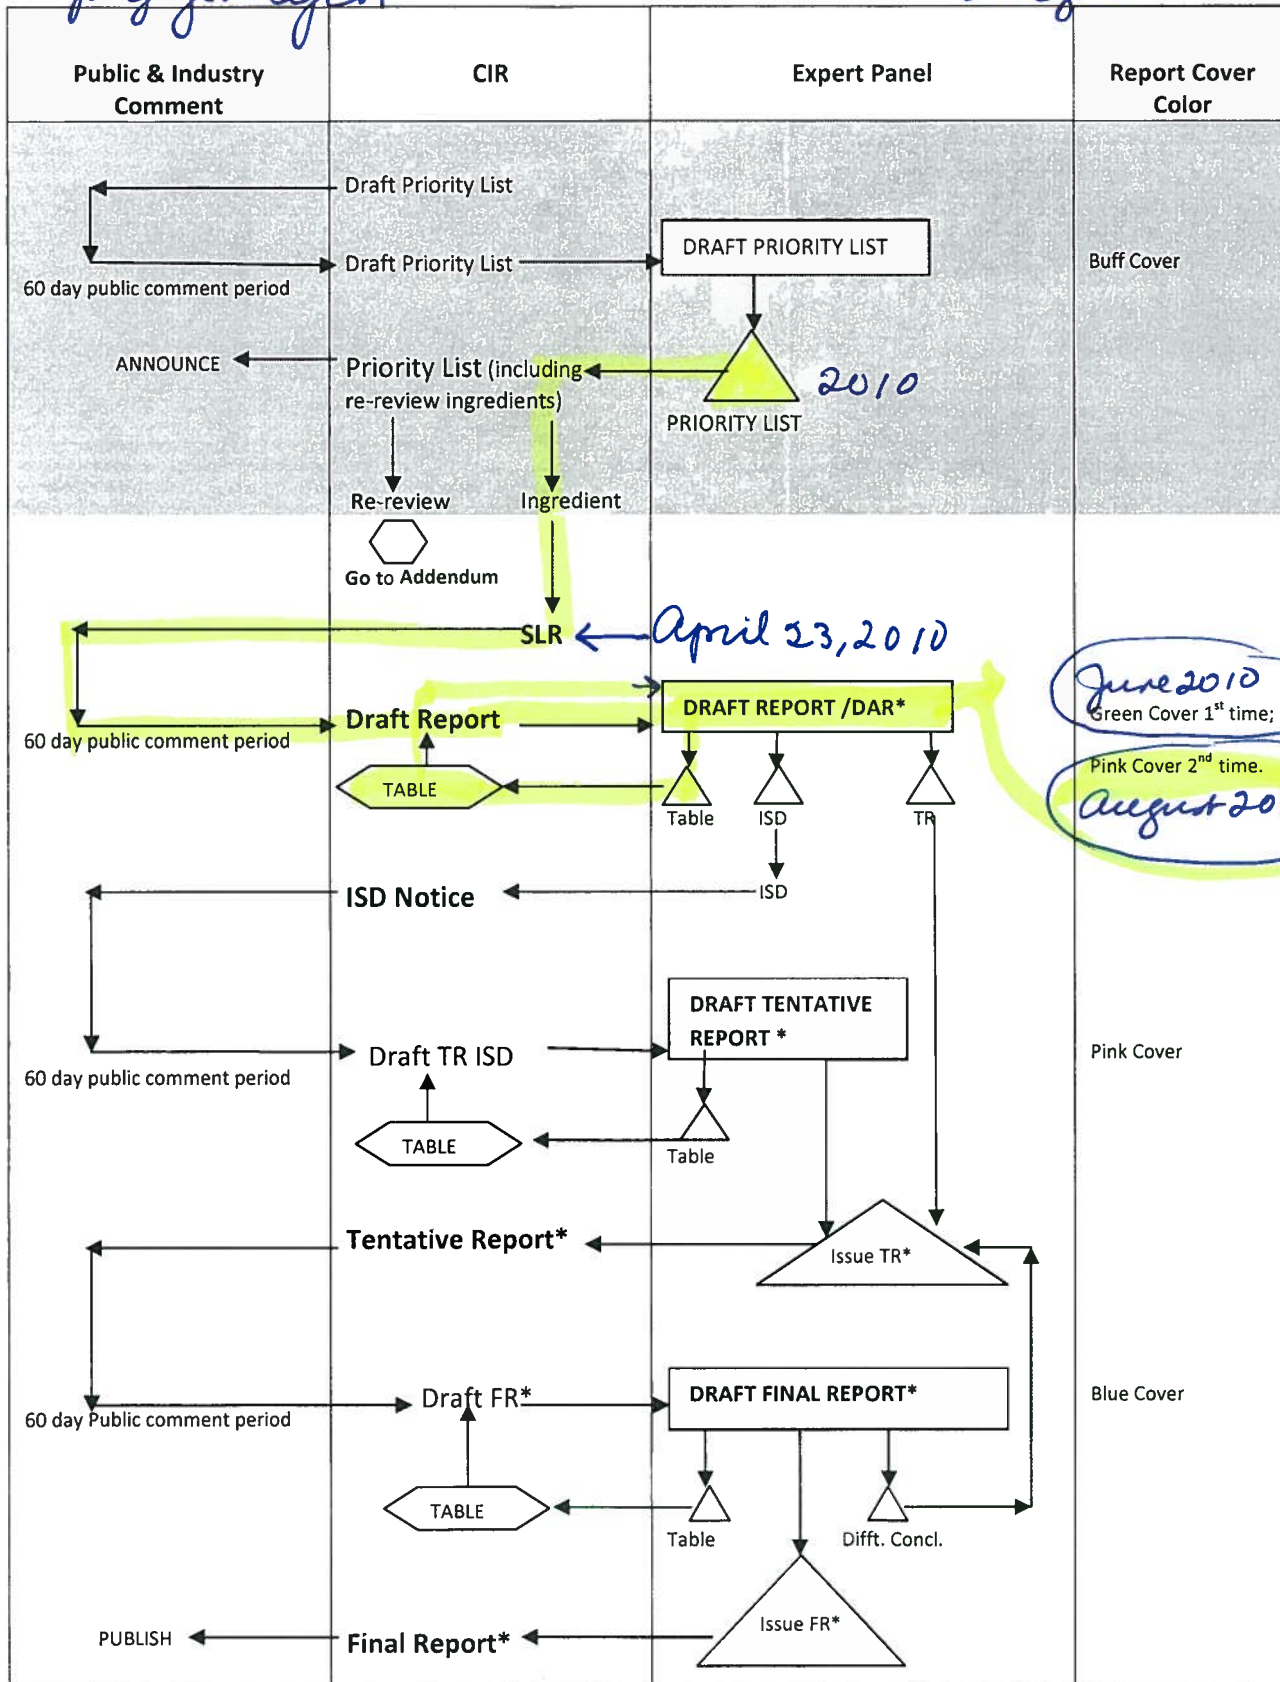 Public & Industry
Comment
CIR
Expert Panel
Report Cover
Color
Draft Priority List
DRAFT PRIORITY LIST
Draft Priority List
Buff Cover
60 day public comment period
ANNOUNCE
Priority List (including
re-review ingredients)
2010
PRIORITY LIST
Re-review
Ingredient
Go to Addendum
SLR
April 23, 2010
June 2010
Draft Report
DRAFT REPORT /DAR*
Green Cover 1st time;
60 day public comment period
Pink Cover 2nd time.
TABLE
August 20
Table
ISD
TR
ISD Notice
ISD
DRAFT TENTATIVE
REPORT *
Draft TR ISD
Pink Cover
60 day public comment period
TABLE
Table
Tentative Report*
Issue TR*
Draft FR*
DRAFT FINAL REPORT*
Blue Cover
60 day Public comment period
TABLE
Table
Difft. Concl.
Issue FR*
PUBLISH
Final Report*